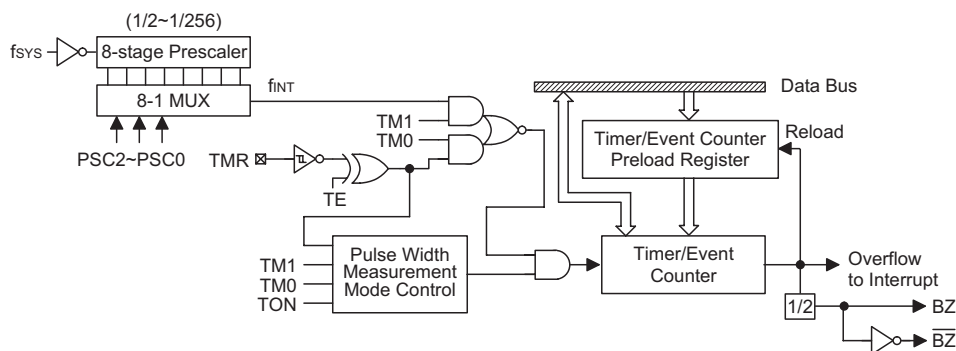 (1/2~1/256)
fSYS
8-stage Prescaler
8-1 MUX
fINT
PSC2~PSC0
TM1
TM0
TMR
TE
Data Bus
Timer/Event Counter
Preload Register
Reload
TM1
TM0
TON
Pulse Width
Measurement
Mode Control
Timer/Event
Counter
Overflow
to Interrupt
1/2
BZ
B̅Z̅